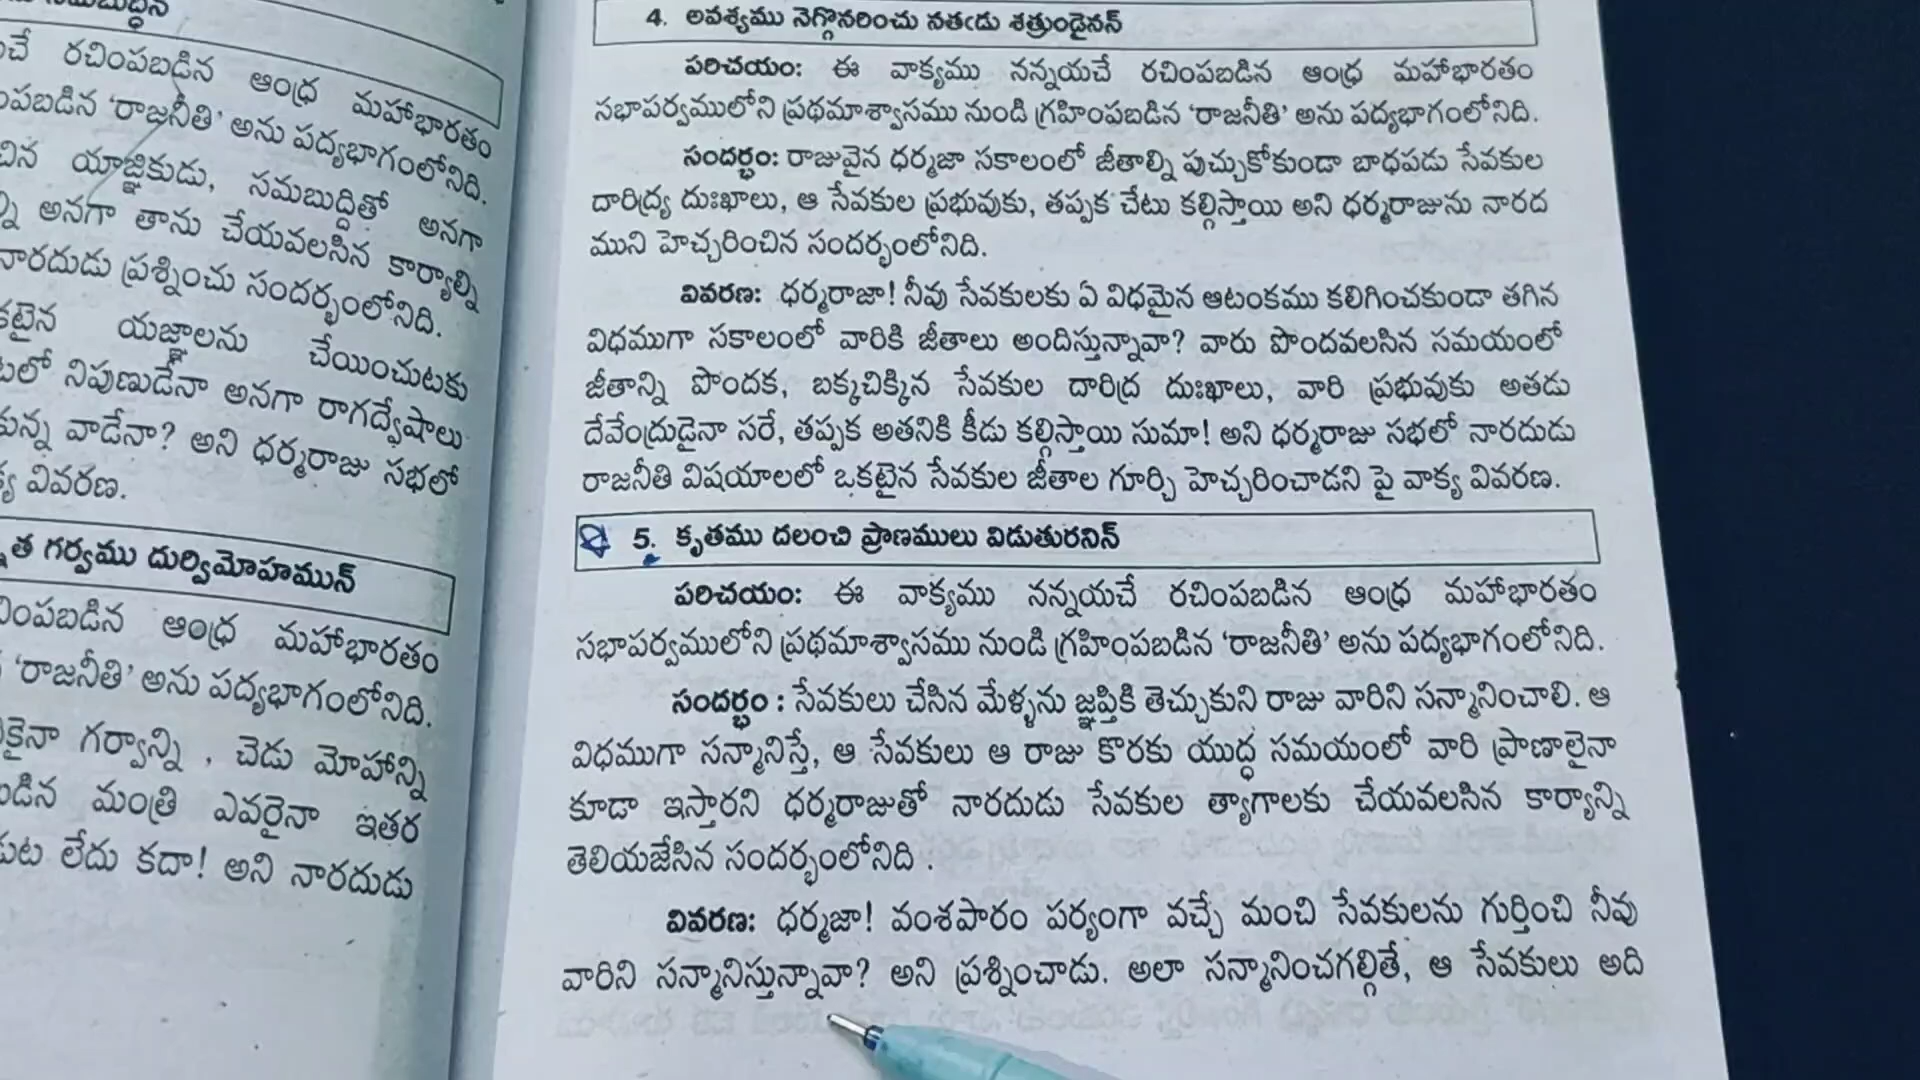 సమబుద్ధిన్
చే రచింపబడిన ఆంధ్ర మహాభారతం
పబడిన ‘రాజనీతి’ అను పద్యభాగంలోనిది.
చిన యాజ్ఞికుడు, సమబుద్ధితో అనగా
ని అనగా తాను చేయవలసిన కార్యాల్ని
నారదుడు ప్రశ్నించు సందర్భంలోనిది.
కటైన యజ్ఞాలను చేయించుటకు
టలో నిపుణుడేనా అనగా రాగద్వేషాలు
కున్న వాడేనా? అని ధర్మరాజు సభలో
క్య వివరణ.
త గర్వము దుర్విమోహమున్
చింపబడిన ఆంధ్ర మహాభారతం
‘రాజనీతి’ అను పద్యభాగంలోనిది.
కైనా గర్వాన్ని , చెడు మోహాన్ని
ండిన మంత్రి ఎవరైనా ఇతర
పుట లేదు కదా! అని నారదుడు
4. అవశ్యము నెగ్గొనరించు నతఁడు శత్రుండైనన్
పరిచయం: ఈ వాక్యము నన్నయచే రచింపబడిన ఆంధ్ర మహాభారతం
సభాపర్వములోని ప్రథమాశ్వాసము నుండి గ్రహింపబడిన ‘రాజనీతి’ అను పద్యభాగంలోనిది.
సందర్భం: రాజువైన ధర్మజా సకాలంలో జీతాల్ని పుచ్చుకోకుండా బాధపడు సేవకుల
దారిద్ర్య దుఃఖాలు, ఆ సేవకుల ప్రభువుకు, తప్పక చేటు కల్గిస్తాయి అని ధర్మరాజును నారద
ముని హెచ్చరించిన సందర్భంలోనిది.
వివరణ: ధర్మరాజా! నీవు సేవకులకు ఏ విధమైన ఆటంకము కలిగించకుండా తగిన
విధముగా సకాలంలో వారికి జీతాలు అందిస్తున్నావా? వారు పొందవలసిన సమయంలో
జీతాన్ని పొందక, బక్కచిక్కిన సేవకుల దారిద్ర దుఃఖాలు, వారి ప్రభువుకు అతడు
దేవేంద్రుడైనా సరే, తప్పక అతనికి కీడు కల్గిస్తాయి సుమా! అని ధర్మరాజు సభలో నారదుడు
రాజనీతి విషయాలలో ఒకటైన సేవకుల జీతాల గూర్చి హెచ్చరించాడని పై వాక్య వివరణ.
5. కృతము దలంచి ప్రాణములు విడుతురనిన్
పరిచయం: ఈ వాక్యము నన్నయచే రచింపబడిన ఆంధ్ర మహాభారతం
సభాపర్వములోని ప్రథమాశ్వాసము నుండి గ్రహింపబడిన ‘రాజనీతి’ అను పద్యభాగంలోనిది.
సందర్భం : సేవకులు చేసిన మేళ్ళను జ్ఞప్తికి తెచ్చుకుని రాజు వారిని సన్మానించాలి. ఆ
విధముగా సన్మానిస్తే, ఆ సేవకులు ఆ రాజు కొరకు యుద్ధ సమయంలో వారి ప్రాణాలైనా
కూడా ఇస్తారని ధర్మరాజుతో నారదుడు సేవకుల త్యాగాలకు చేయవలసిన కార్యాన్ని
తెలియజేసిన సందర్భంలోనిది .
వివరణ: ధర్మజా! వంశపారం పర్యంగా వచ్చే మంచి సేవకులను గుర్తించి నీవు
వారిని సన్మానిస్తున్నావా? అని ప్రశ్నించాడు. అలా సన్మానించగల్గితే, ఆ సేవకులు అది